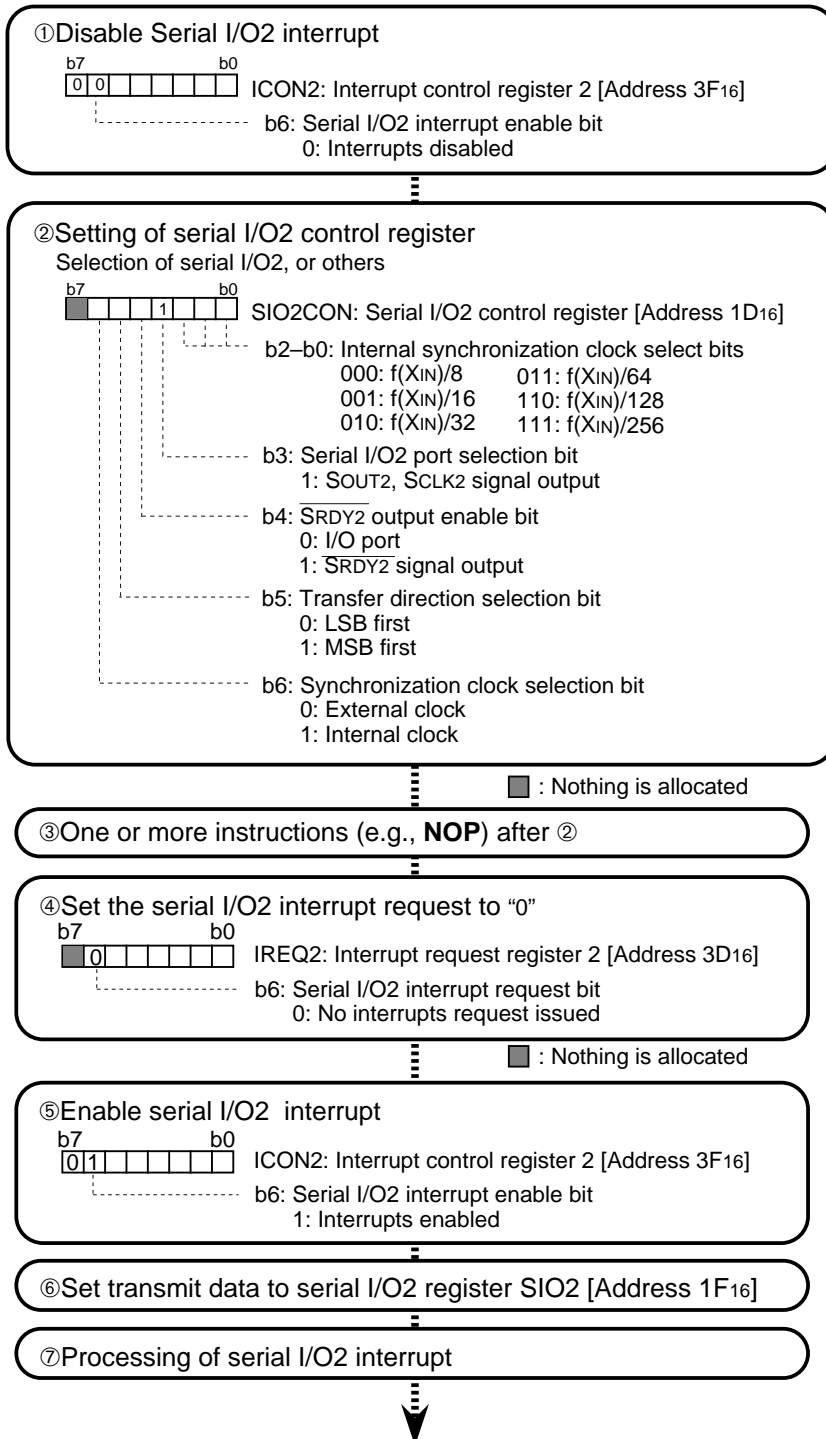 ①Disable Serial I/O2 interrupt
b7 b0
0 0 ICON2: Interrupt control register 2 [Address 3F16]
b6: Serial I/O2 interrupt enable bit
0: Interrupts disabled
②Setting of serial I/O2 control register
Selection of serial I/O2, or others
b7 b0
1 SIO2CON: Serial I/O2 control register [Address 1D16]
b2–b0: Internal synchronization clock select bits
000: f(XIN)/8 011: f(XIN)/64
001: f(XIN)/16 110: f(XIN)/128
010: f(XIN)/32 111: f(XIN)/256
b3: Serial I/O2 port selection bit
1: SOUT2, SCLK2 signal output
b4: SRDY2 output enable bit
0: I/O port
1: SRDY2 signal output
b5: Transfer direction selection bit
0: LSB first
1: MSB first
b6: Synchronization clock selection bit
0: External clock
1: Internal clock
: Nothing is allocated
③One or more instructions (e.g., NOP) after ②
④Set the serial I/O2 interrupt request to “0”
b7 b0
0 IREQ2: Interrupt request register 2 [Address 3D16]
b6: Serial I/O2 interrupt request bit
0: No interrupts request issued
: Nothing is allocated
⑤Enable serial I/O2 interrupt
b7 b0
0 1 ICON2: Interrupt control register 2 [Address 3F16]
b6: Serial I/O2 interrupt enable bit
1: Interrupts enabled
⑥Set transmit data to serial I/O2 register SIO2 [Address 1F16]
⑦Processing of serial I/O2 interrupt